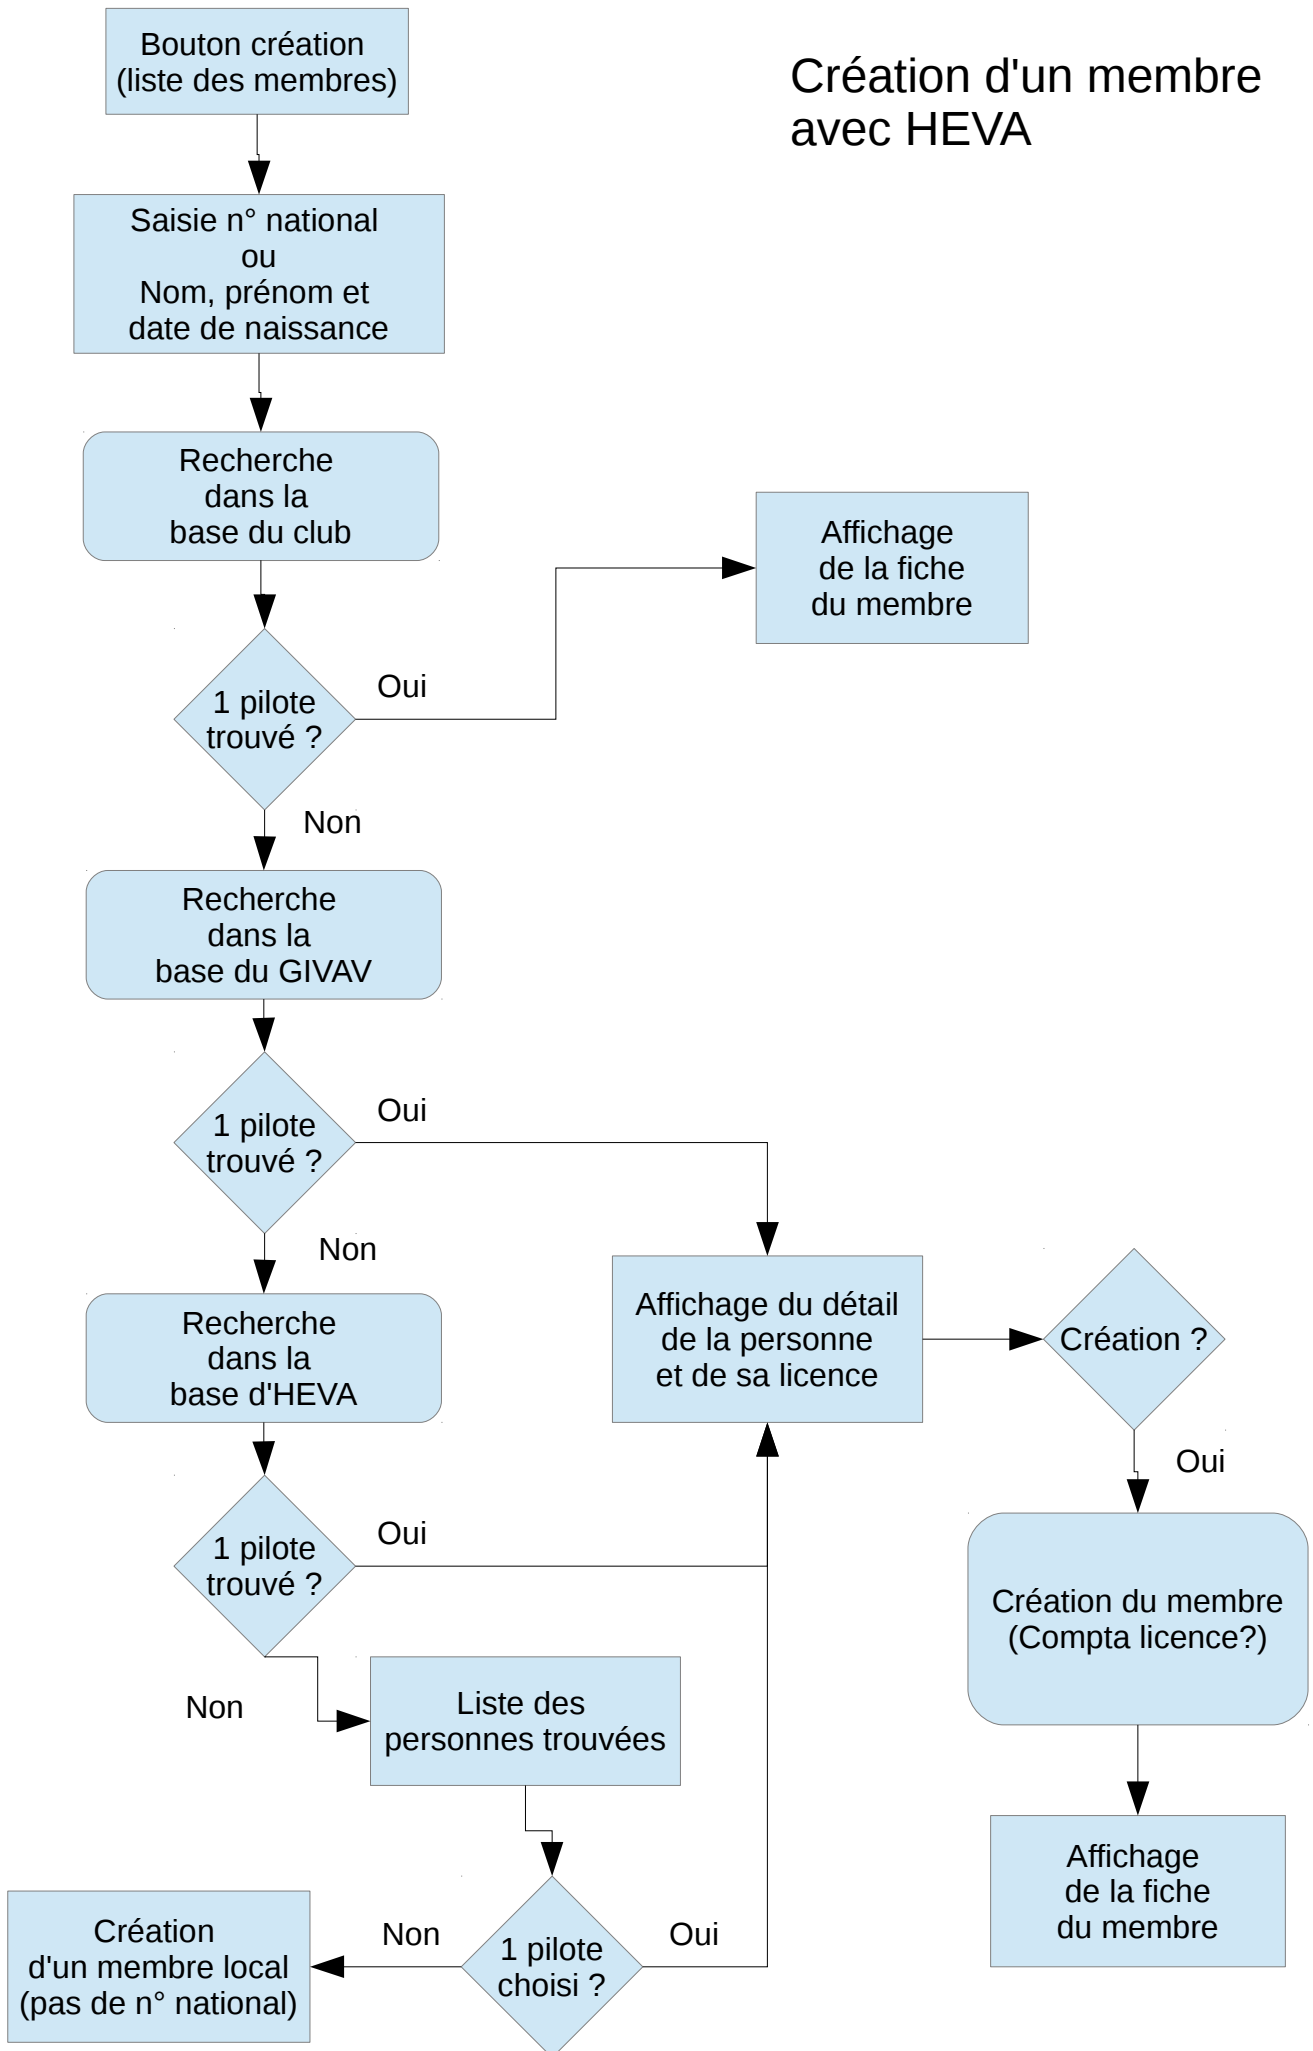 Bouton création
(liste des membres)
Création d'un membre
avec HEVA
Saisie n° national
ou
Nom, prénom et
date de naissance
Recherche
dans la
base du club
Affichage
de la fiche
du membre
1 pilote
trouvé ?
Oui
Non
Recherche
dans la
base du GIVAV
1 pilote
trouvé ?
Oui
Non
Recherche
dans la
base d'HEVA
Affichage du détail
de la personne
et de sa licence
Création ?
Oui
1 pilote
trouvé ?
Oui
Non
Création du membre
(Compta licence?)
Liste des
personnes trouvées
Affichage
de la fiche
du membre
1 pilote
choisi ?
Non
Oui
Création
d'un membre local
(pas de n° national)